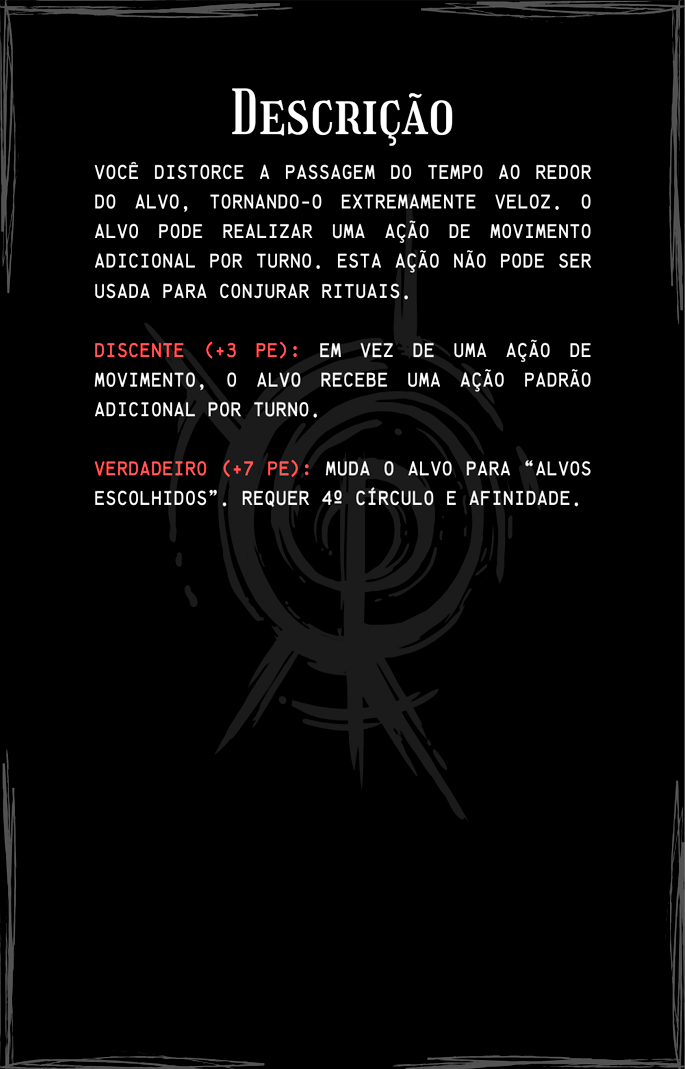 Descrição
VOCÊ DISTORCE A PASSAGEM DO TEMPO AO REDOR
DO ALVO, TORNANDO-O EXTREMAMENTE VELOZ. O
ALVO PODE REALIZAR UMA AÇÃO DE MOVIMENTO
ADICIONAL POR TURNO. ESTA AÇÃO NÃO PODE SER
USADA PARA CONJURAR RITUAIS.
DISCENTE (+3 PE): EM VEZ DE UMA AÇÃO DE
MOVIMENTO, O ALVO RECEBE UMA AÇÃO PADRÃO
ADICIONAL POR TURNO.
VERDADEIRO (+7 PE): MUDA O ALVO PARA “ALVOS
ESCOLHIDOS”. REQUER 4º CÍRCULO E AFINIDADE.